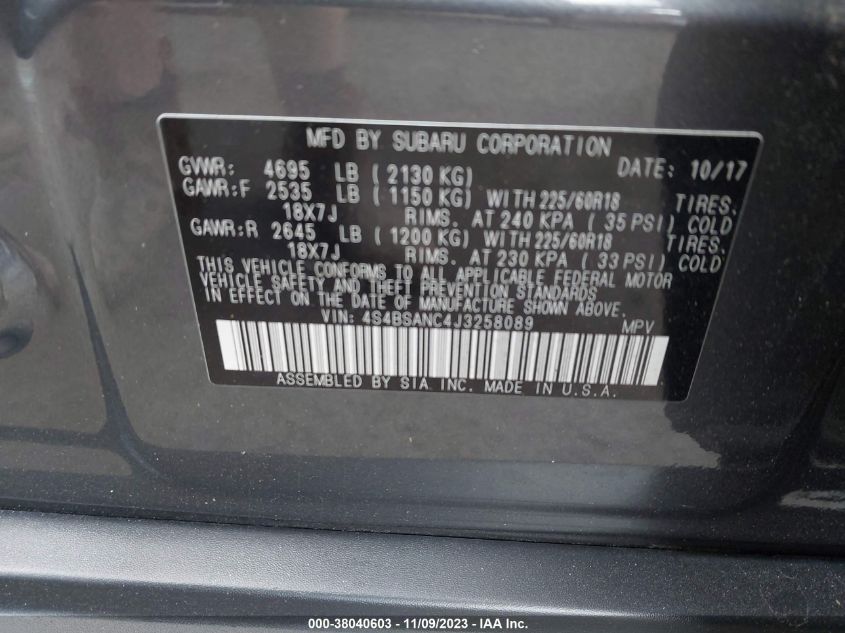 MFD BY SUBARU CORPORATION
GVWR: 4695 LB (2130 KG) DATE: 10/17
GAWR:F 2535 LB (1150 KG) WITH 225/60R18 TIRES.
18X7J RIMS. AT 240 KPA (35 PSI) COLD
GAWR:R 2645 LB (1200 KG) WITH 225/60R18 TIRES.
18X7J RIMS. AT 230 KPA (33 PSI) COLD
THIS VEHICLE CONFORMS TO ALL APPLICABLE FEDERAL MOTOR
VEHICLE SAFETY AND THEFT PREVENTION STANDARDS
IN EFFECT ON THE DATE OF MANUFACTURE SHOWN ABOVE.
VIN: 4S4BSANC4J3258089 MPV
ASSEMBLED BY SIA INC. MADE IN U.S.A.
000-38040603 - 11/09/2023 - IAA Inc.